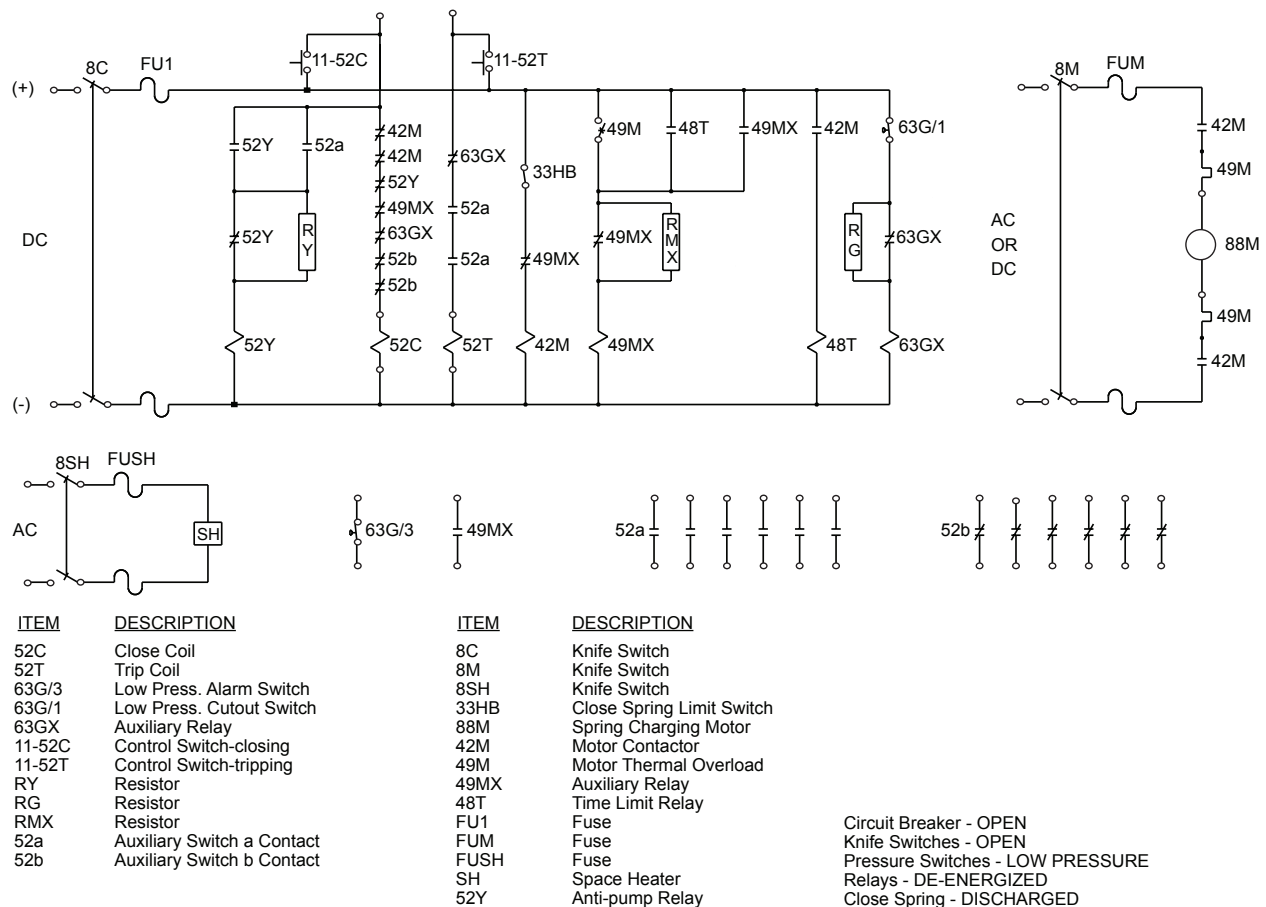 8C FU1 11-52C 11-52T 8M FUM
(+)
52Y 52a 42M 63GX 49M 48T 49MX 42M 63G/1 42M
42M
33HB
52Y
49M
49MX 52a
DC 52Y RY 63GX 49MX RMX RG 63GX AC OR DC 88M
52b 52a 49MX
52b
49M
52Y 52C 52T 42M 49MX 48T 63GX 42M
(-)
8SH FUSH
AC SH 63G/3 49MX 52a 52b
ITEM DESCRIPTION ITEM DESCRIPTION
52C Close Coil 8C Knife Switch
52T Trip Coil 8M Knife Switch
63G/3 Low Press. Alarm Switch 8SH Knife Switch
63G/1 Low Press. Cutout Switch 33HB Close Spring Limit Switch
63GX Auxiliary Relay 88M Spring Charging Motor
11-52C Control Switch-closing 42M Motor Contactor
11-52T Control Switch-tripping 49M Motor Thermal Overload
RY Resistor 49MX Auxiliary Relay
RG Resistor 48T Time Limit Relay
RMX Resistor FU1 Fuse Circuit Breaker - OPEN
52a Auxiliary Switch a Contact FUM Fuse Knife Switches - OPEN
52b Auxiliary Switch b Contact FUSH Fuse Pressure Switches - LOW PRESSURE
SH Space Heater Relays - DE-ENERGIZED
52Y Anti-pump Relay Close Spring - DISCHARGED